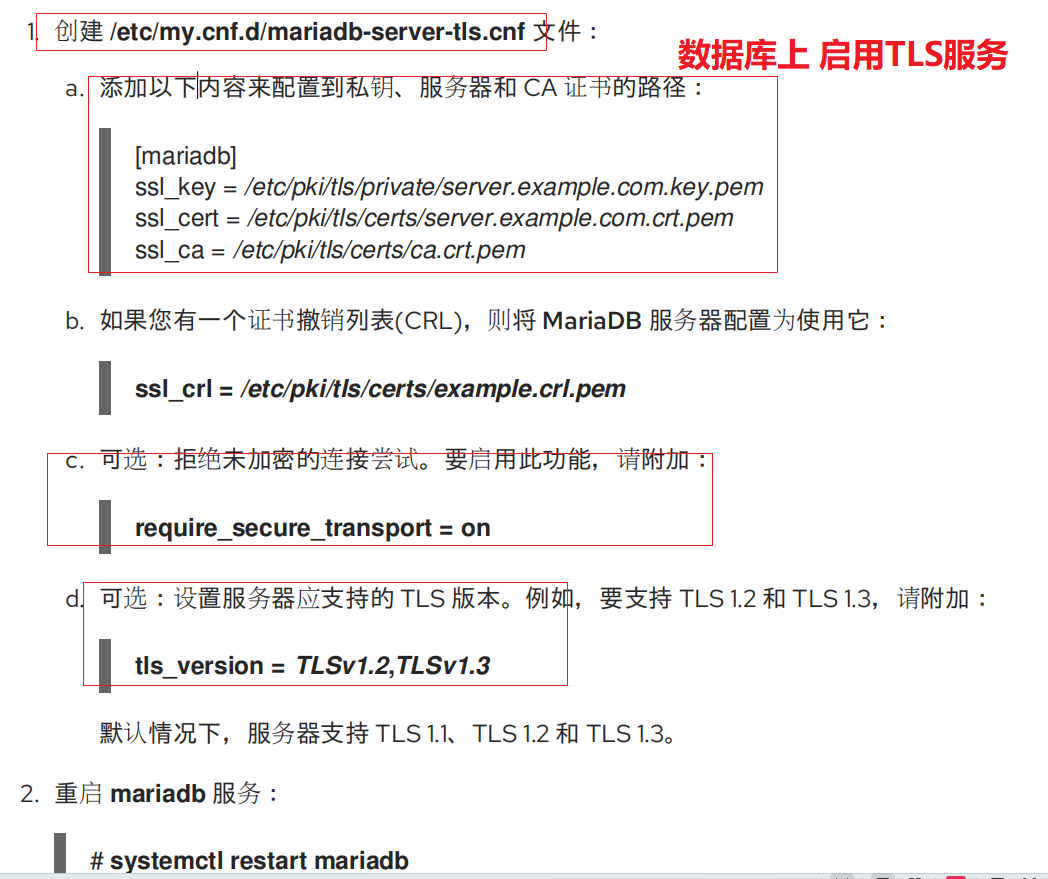 1. 创建 /etc/my.cnf.d/mariadb-server-tls.cnf 文件：
数据库上 启用TLS服务
a. 添加以下内容来配置到私钥、服务器和 CA 证书的路径：
[mariadb]
ssl_key = /etc/pki/tls/private/server.example.com.key.pem
ssl_cert = /etc/pki/tls/certs/server.example.com.crt.pem
ssl_ca = /etc/pki/tls/certs/ca.crt.pem
b. 如果您有一个证书撤销列表(CRL)，则将 MariaDB 服务器配置为使用它：
ssl_crl = /etc/pki/tls/certs/example.crl.pem
c. 可选：拒绝未加密的连接尝试。要启用此功能，请附加：
require_secure_transport = on
d. 可选：设置服务器应支持的 TLS 版本。例如，要支持 TLS 1.2 和 TLS 1.3，请附加：
tls_version = TLSv1.2,TLSv1.3
默认情况下，服务器支持 TLS 1.1、TLS 1.2 和 TLS 1.3。
2. 重启 mariadb 服务：
# systemctl restart mariadb